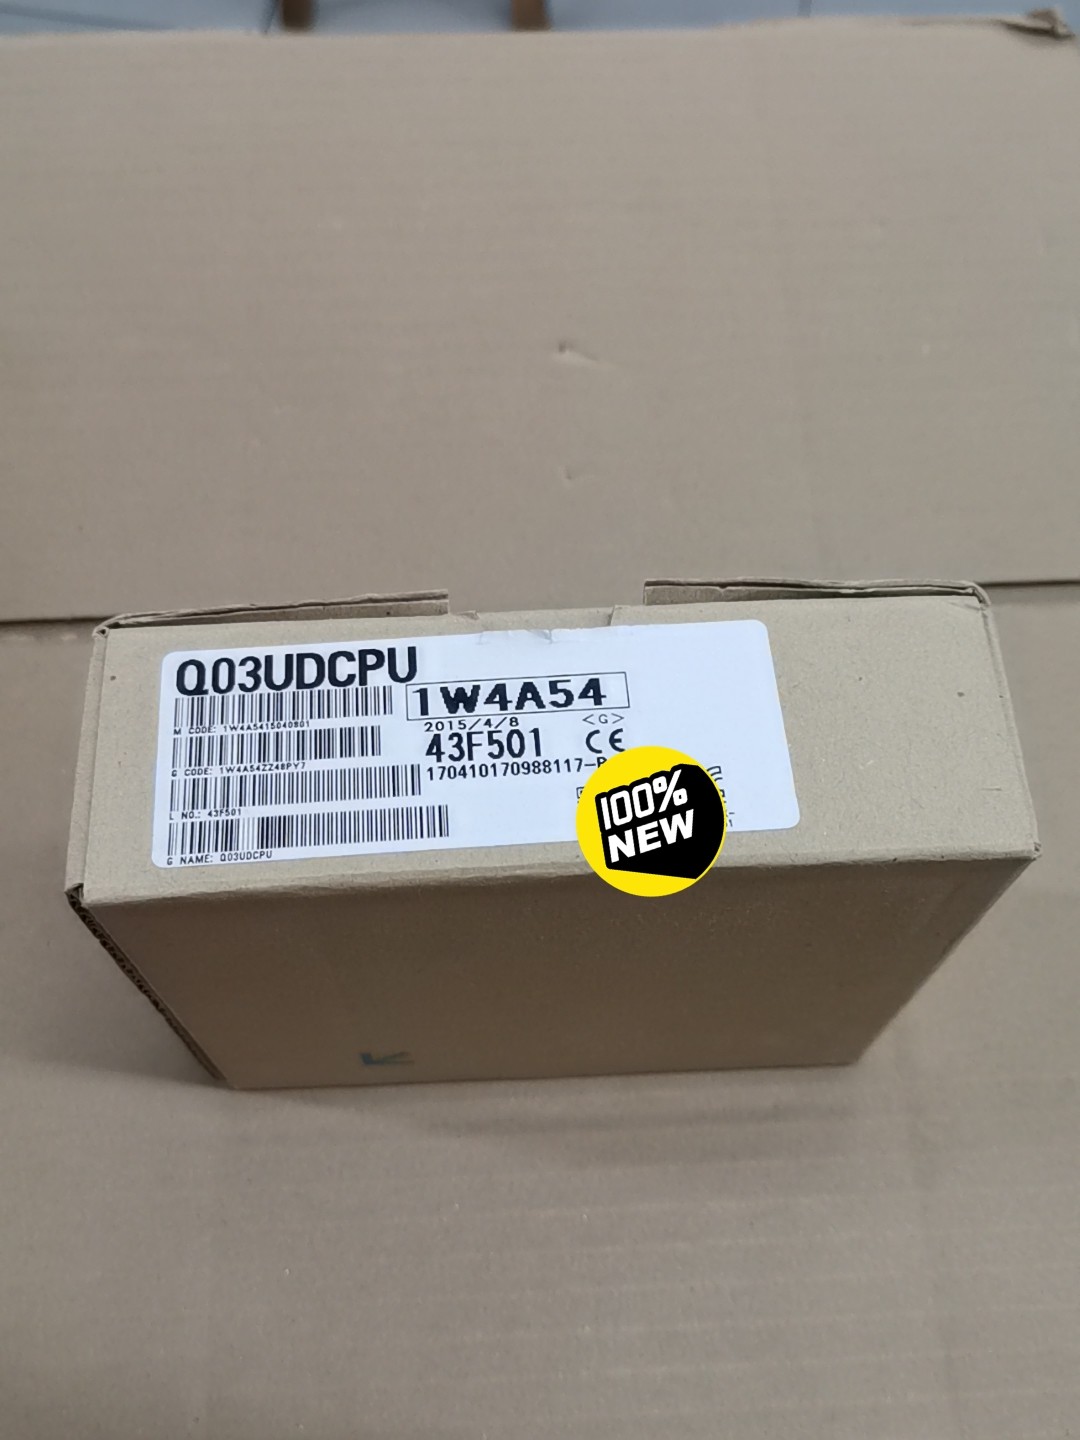 Q03UDCPU
1W4A54
M CODE: 1W4A5415040801
2015/4/8 <G>
43F501 CE
G CODE: 1W4A54ZZ48PY7
170410170988117-
L NO.: 43F501
G NAME: Q03UDCPU
100%
NEW